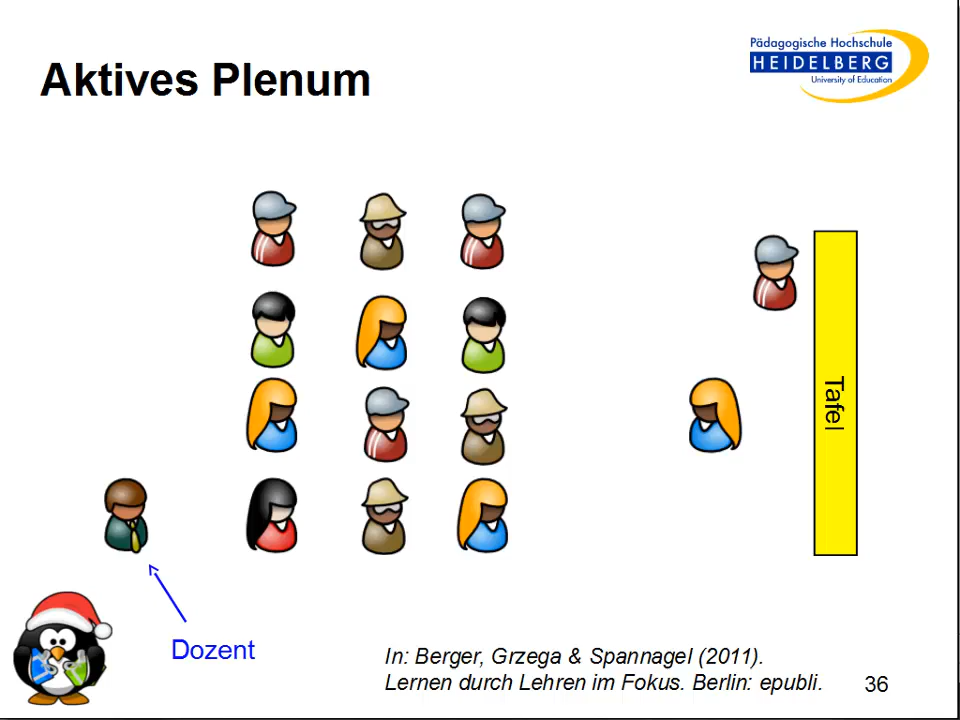 Pädagogische Hochschule
HEIDELBERG
University of Education
Aktives Plenum
Tafel
Dozent
In: Berger, Grzega & Spannagel (2011).
Lernen durch Lehren im Fokus. Berlin: epubli.
36